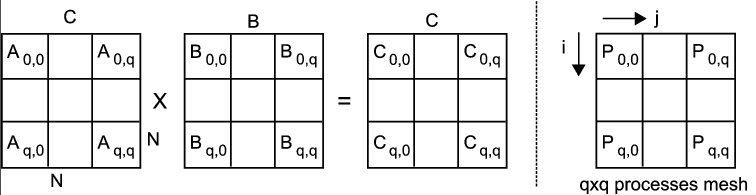 C B C
j
i
A0,0 A0,q B0,0 B0,q C0,0 C0,q P0,0 P0,q
X =
Aq,0 Aq,q N Bq,0 Bq,q Cq,0 Cq,q Pq,0 Pq,q
N
qxq processes mesh